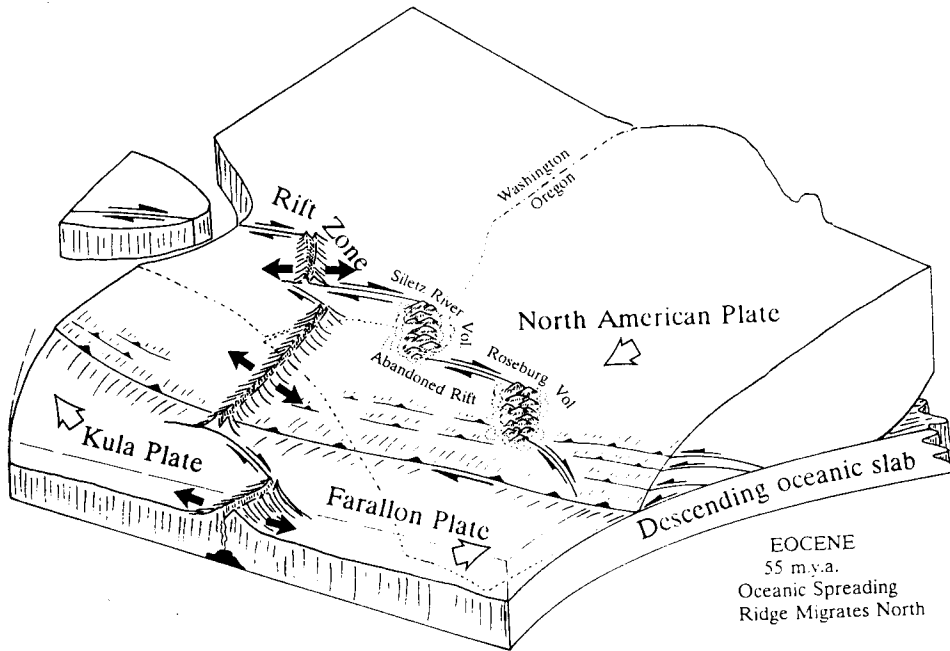 Washington
Oregon
Rift Zone
Siletz River Vol
Abandoned Rift
Roseburg Vol
North American Plate
Kula Plate
Farallon Plate
Descending oceanic slab
EOCENE
55 m.y.a.
Oceanic Spreading
Ridge Migrates North